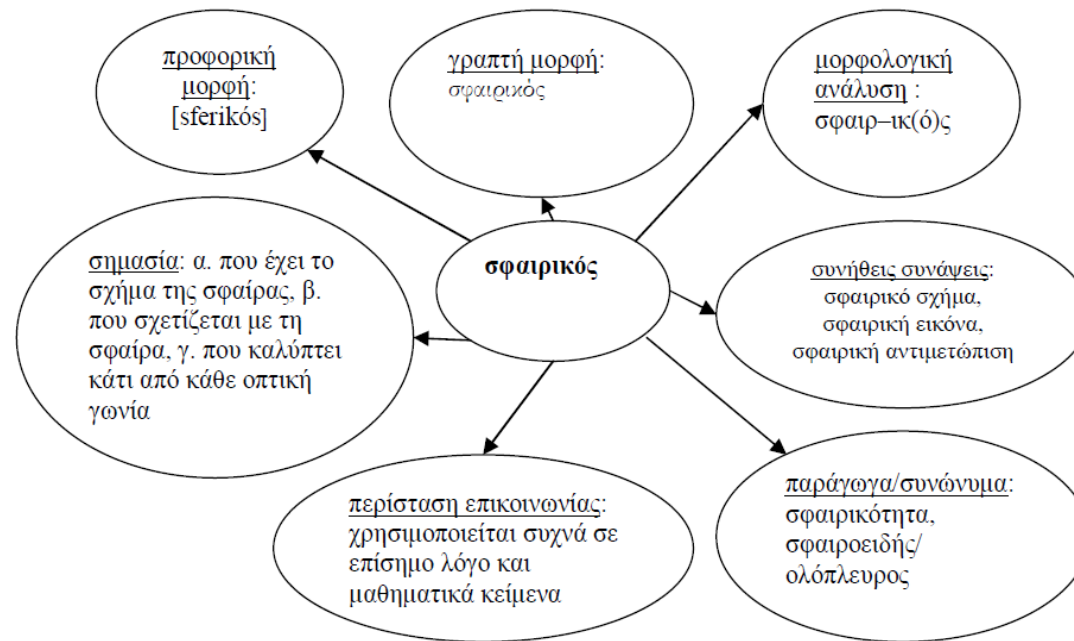 προφορική
μορφή:
[sferikós]
γραπτή μορφή:
σφαιρικός
μορφολογική
ανάλυση :
σφαιρ–ικ(ό)ς
σημασία: α. που έχει το
σχήμα της σφαίρας, β.
που σχετίζεται με τη
σφαίρα, γ. που καλύπτει
κάτι από κάθε οπτική
γωνία
σφαιρικός
συνήθεις συνάψεις:
σφαιρικό σχήμα,
σφαιρική εικόνα,
σφαιρική αντιμετώπιση
περίσταση επικοινωνίας:
χρησιμοποιείται συχνά σε
επίσημο λόγο και
μαθηματικά κείμενα
παράγωγα/συνώνυμα:
σφαιρικότητα,
σφαιροειδής/
ολόπλευρος